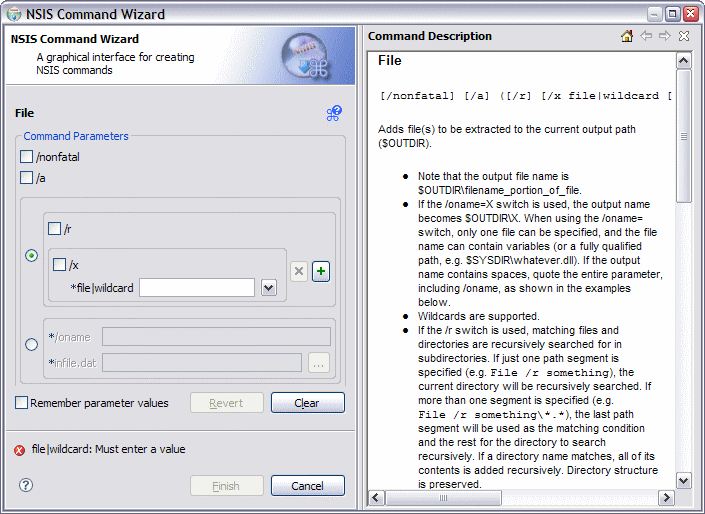 NSIS Command Wizard
NSIS Command Wizard
A graphical interface for creating
NSIS commands
File
Command Parameters
/nonfatal
/a
/r
/x
*file|wildcard
*/oname
*infile.dat
...
Remember parameter values
Revert
Clear
file|wildcard: Must enter a value
Finish
Cancel
Command Description
File
[/nonfatal] [/a] ([/r] [/x file|wildcard [
Adds file(s) to be extracted to the current output path
($OUTDIR).
● Note that the output file name is
$OUTDIR\filename_portion_of_file.
● If the /oname=X switch is used, the output name
becomes $OUTDIR\X. When using the /oname=
switch, only one file can be specified, and the file
name can contain variables (or a fully qualified
path, e.g. $SYSDIR\whatever.dll). If the output
name contains spaces, quote the entire parameter,
including /oname, as shown in the examples
below.
● Wildcards are supported.
● If the /r switch is used, matching files and
directories are recursively searched for in
subdirectories. If just one path segment is
specified (e.g. File /r something), the
current directory will be recursively searched. If
more than one segment is specified (e.g.
File /r something\*.*), the last path
segment will be used as the matching condition
and the rest for the directory to search
recursively. If a directory name matches, all of its
contents is added recursively. Directory structure
is preserved.